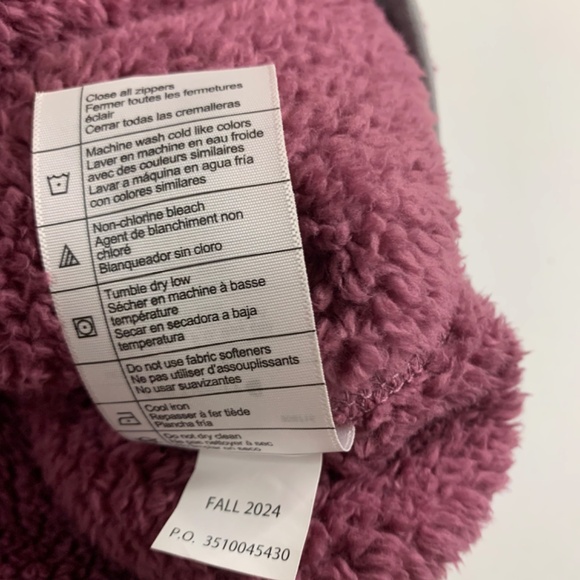 Close all zippers
Fermer toutes les fermetures
éclair
Cerrar todas las cremalleras
Machine wash cold like colors
Laver en machine en eau froide
avec des couleurs similaires
Lavar a máquina en agua fría
con colores similares
Non-chlorine bleach
Agent de blanchiment non
chloré
Blanqueador sin cloro
Tumble dry low
Sécher en machine à basse
température
Secar en secadora a baja
temperatura
Do not use fabric softeners
Ne pas utiliser d'assouplissants
No usar suavizantes
Cool iron
Repasser à fer tiède
Plancha fría
Do not dry clean
Ne pas nettoyer à sec
FALL 2024
P.O. 3510045430